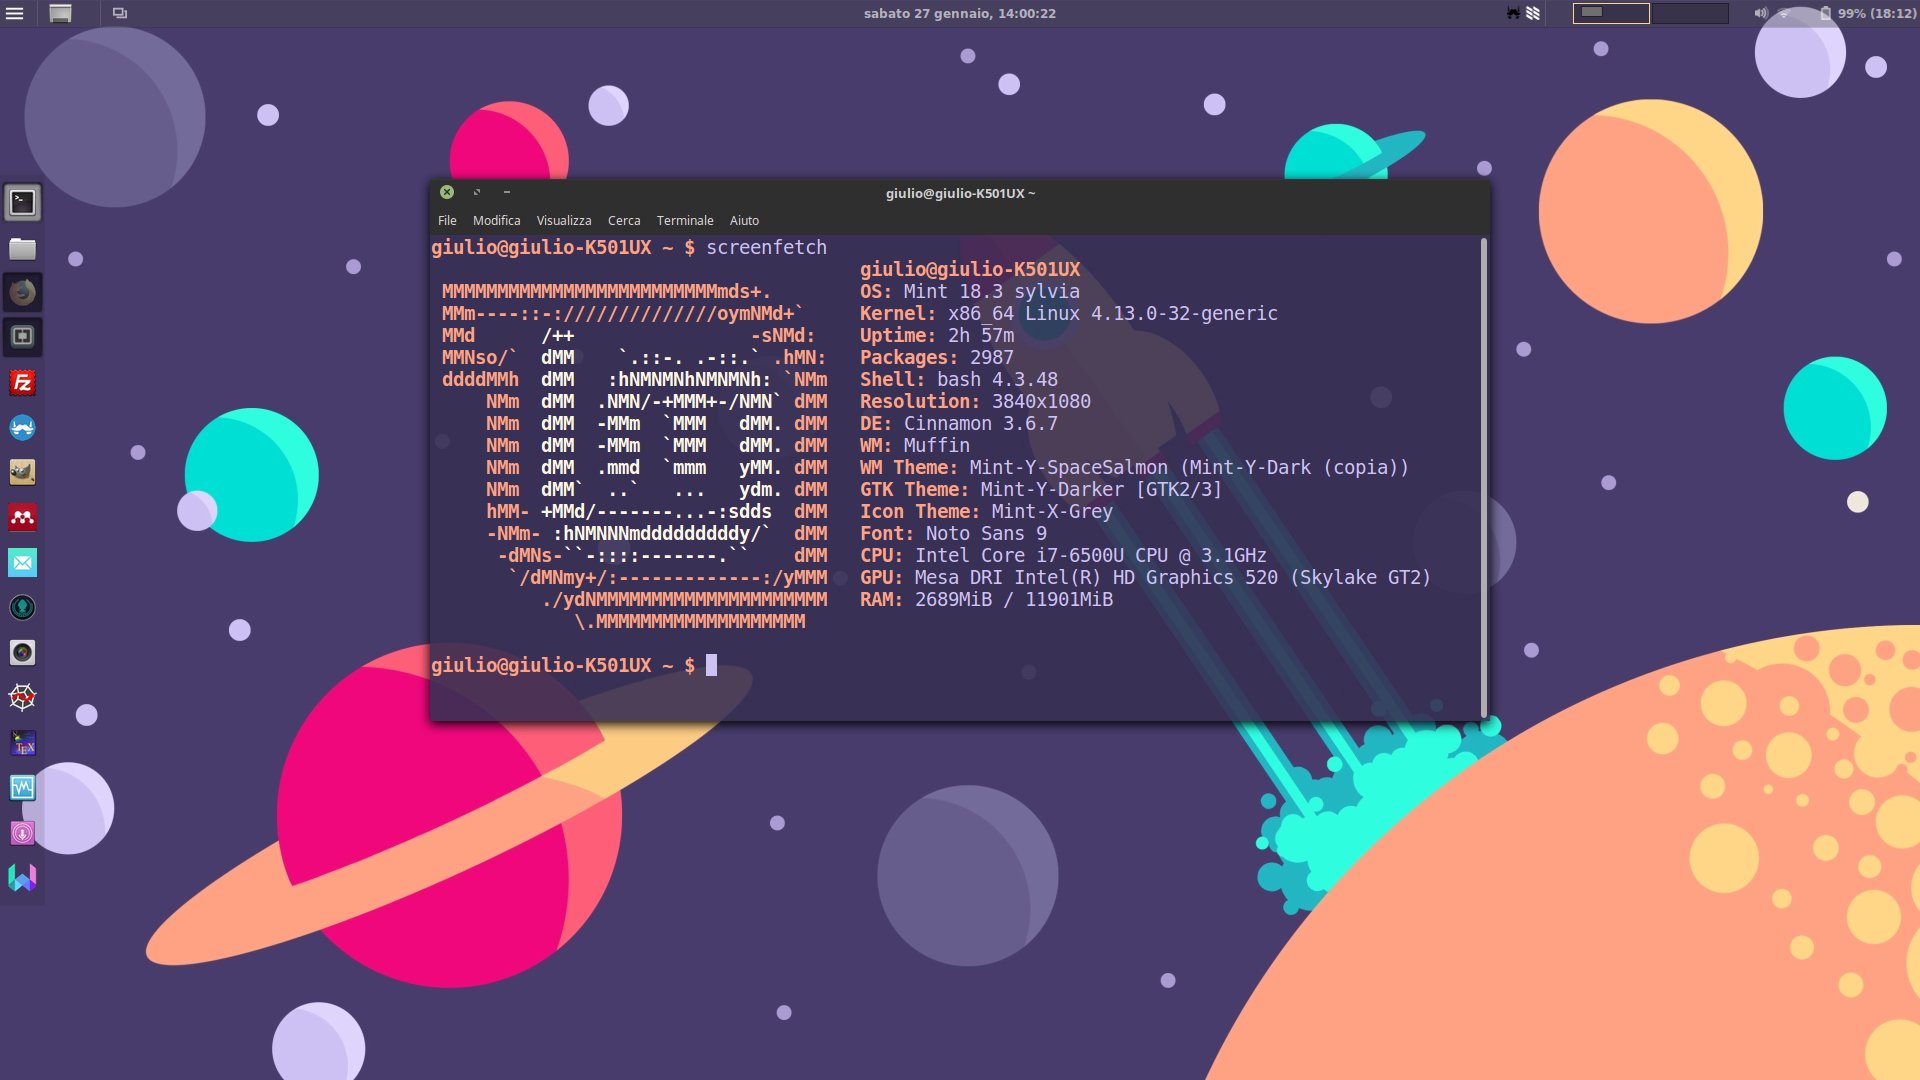 sabato 27 gennaio, 14:00:22
99% (18:12)
giulio@giulio-K501UX ~
File Modifica Visualizza Cerca Terminale Aiuto
giulio@giulio-K501UX ~ $ screenfetch
giulio@giulio-K501UX
MMMMMMMMMMMMMMMMMMMMMMMMMmds+. OS: Mint 18.3 sylvia
MMm----::-://////////////oymNMd+` Kernel: x86_64 Linux 4.13.0-32-generic
MMd /++ -sNMd: Uptime: 2h 57m
MMNso/` dMM `.::-. .-::.` .hMN: Packages: 2987
ddddMMh dMM :hNMNMNhNMNMNh: `NMm Shell: bash 4.3.48
NMm dMM .NMN/-+MMM+-/NMN` dMM Resolution: 3840x1080
NMm dMM -MMm `MMM dMM. dMM DE: Cinnamon 3.6.7
NMm dMM -MMm `MMM dMM. dMM WM: Muffin
NMm dMM .mmd `mmm yMM. dMM WM Theme: Mint-Y-SpaceSalmon (Mint-Y-Dark (copia))
NMm dMM` ..` ... ydm. dMM GTK Theme: Mint-Y-Darker [GTK2/3]
hMM- +MMd/-------...-:sdds dMM Icon Theme: Mint-X-Grey
-NMm- :hNMNNNmdddddddddy/` dMM Font: Noto Sans 9
-dMNs-``-::::-------.`` dMM CPU: Intel Core i7-6500U CPU @ 3.1GHz
`/dMNmy+/:-------------:/yMMM GPU: Mesa DRI Intel(R) HD Graphics 520 (Skylake GT2)
./ydNMMMMMMMMMMMMMMMMMMMMM RAM: 2689MiB / 11901MiB
\.MMMMMMMMMMMMMMMMMMM
giulio@giulio-K501UX ~ $
Fz
TEX